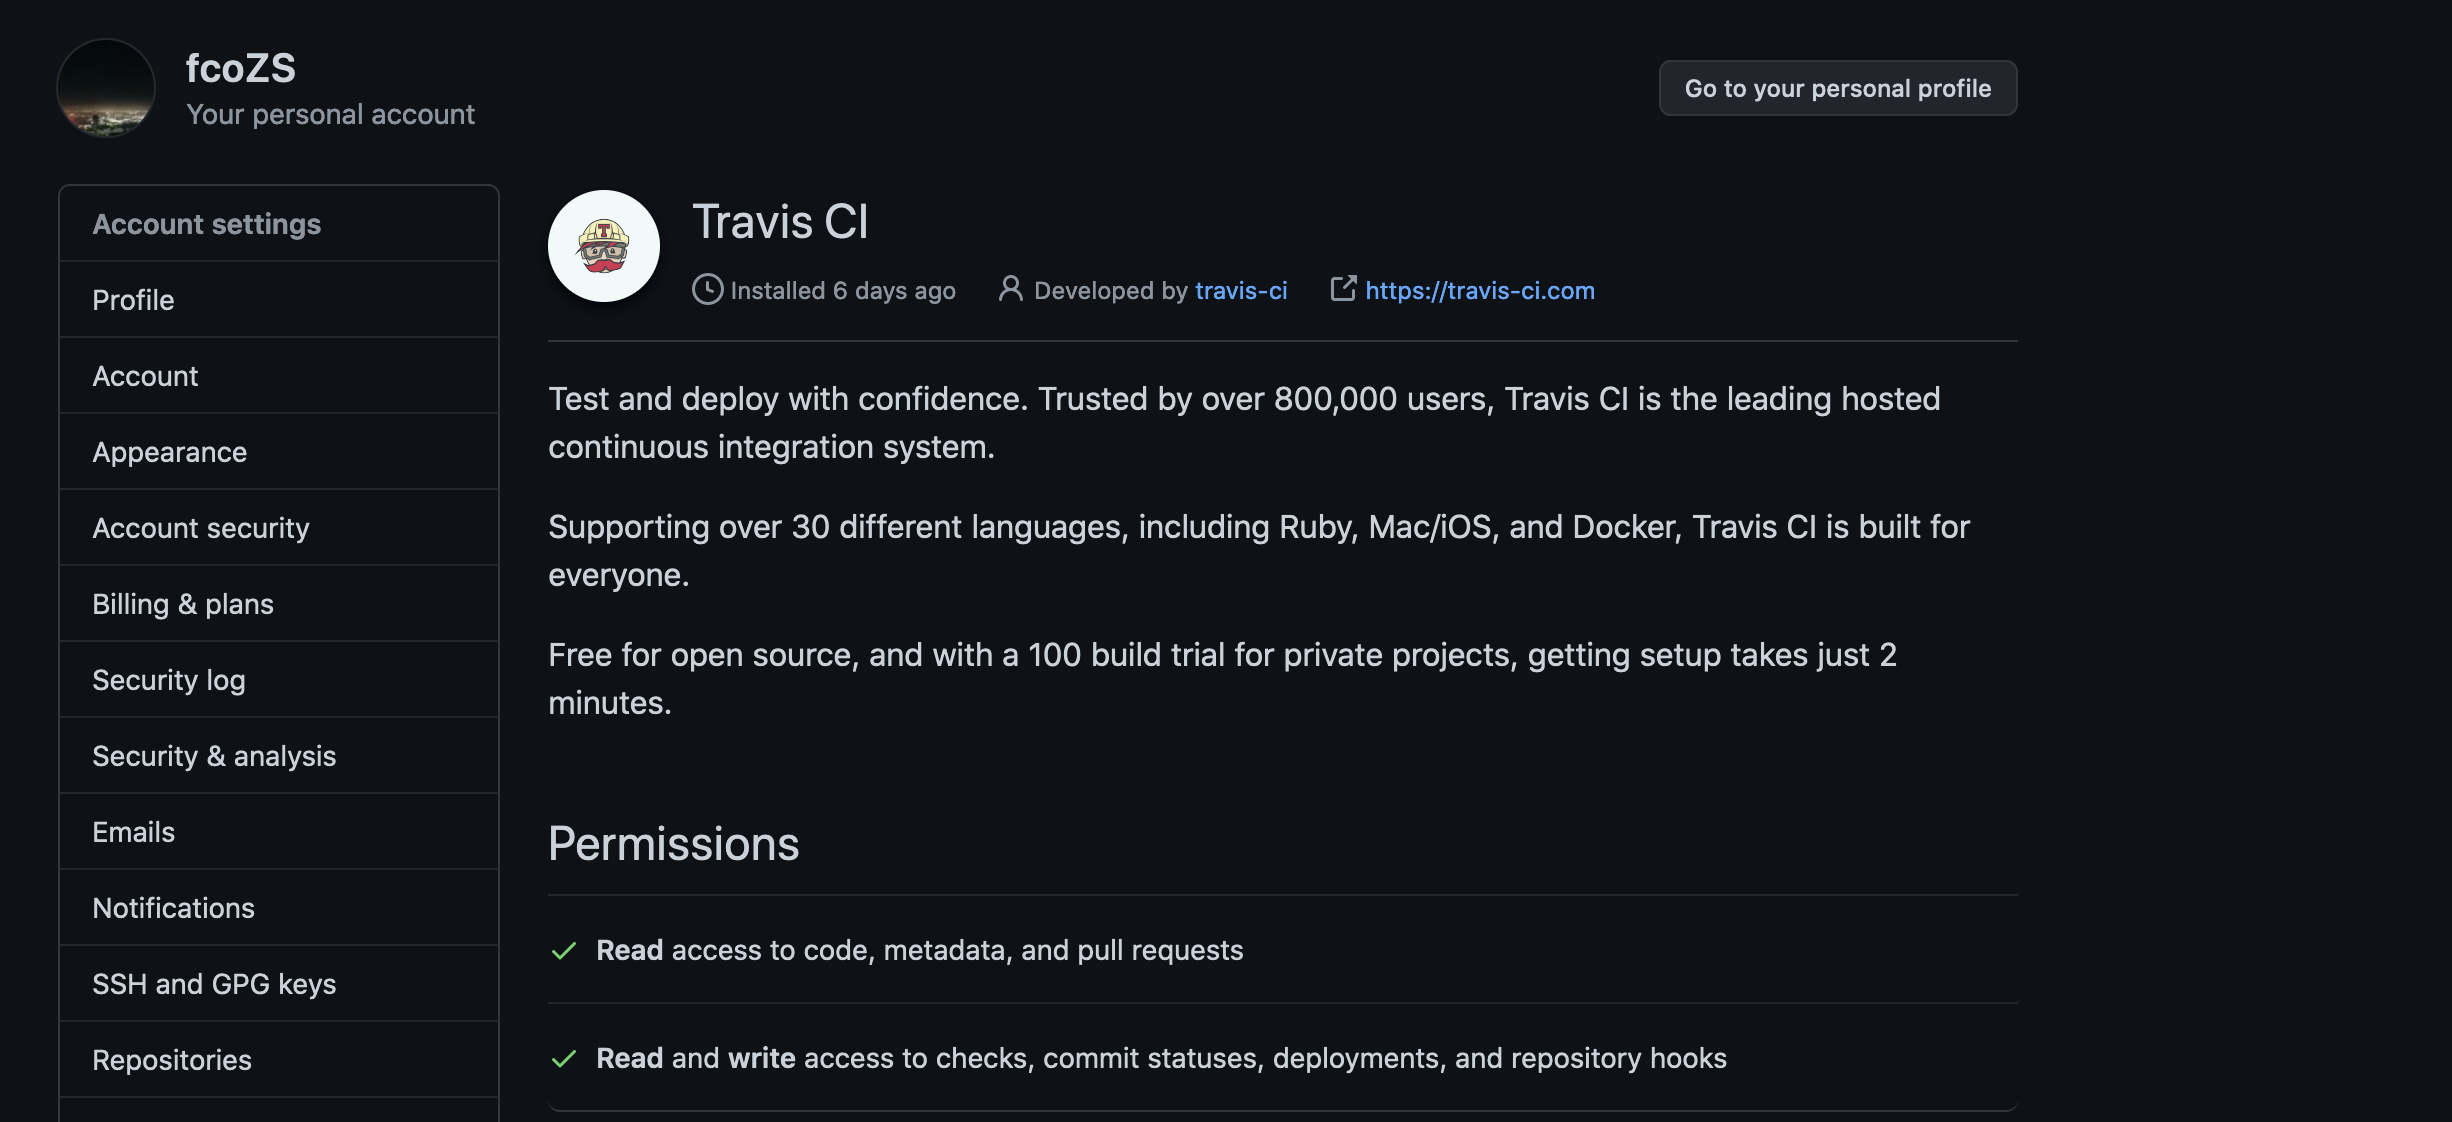 fcoZS
Your personal account
Go to your personal profile
Account settings
Profile
Account
Appearance
Account security
Billing & plans
Security log
Security & analysis
Emails
Notifications
SSH and GPG keys
Repositories
T
Travis CI
Installed 6 days ago
Developed by travis-ci
https://travis-ci.com
Test and deploy with confidence. Trusted by over 800,000 users, Travis CI is the leading hosted
continuous integration system.
Supporting over 30 different languages, including Ruby, Mac/iOS, and Docker, Travis CI is built for
everyone.
Free for open source, and with a 100 build trial for private projects, getting setup takes just 2
minutes.
Permissions
Read access to code, metadata, and pull requests
Read and write access to checks, commit statuses, deployments, and repository hooks